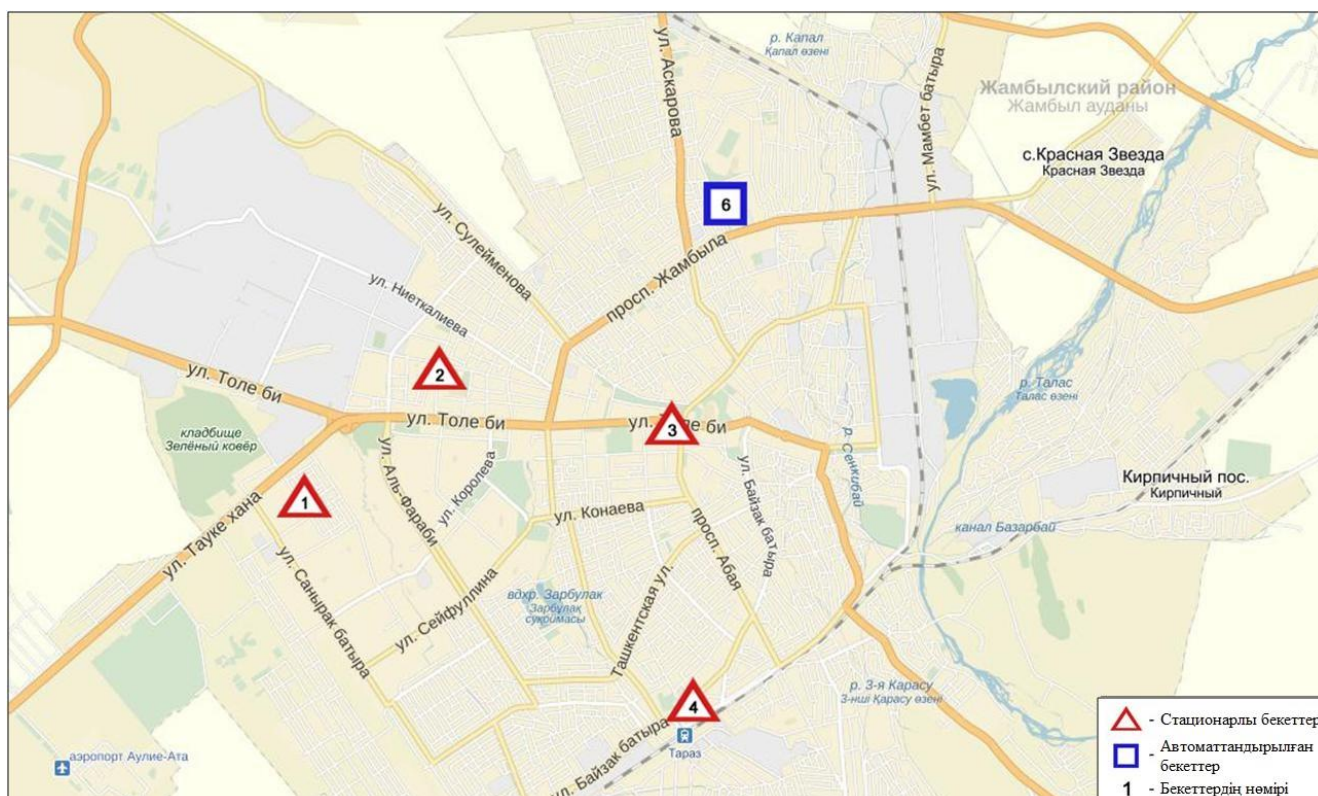 ул. Аскарова
р. Капал
Қапал өзені
ул. Мамбет батыра
Жамбылский район
Жамбыл ауданы
с.Красная Звезда
Красная Звезда
6
ул. Сулейменова
просп. Жамбыла
ул. Ниеткалиева
2
ул. Толе би
ул. Толе би
ул. Толе би
3
р. Талас
Талас өзені
кладбище
Зелёный ковёр
ул. Аль-Фараби
ул. Королева
ул. Байзак батыра
р. Сенкибай
Кирпичный пос.
Кирпичный
1
ул. Тауке хана
ул. Конаева
просп. Абая
канал Базарбай
ул. Санырак батыра
ул. Сейфуллина
вдхр. Зарбулак
Зарбұлақ
суқоймасы
Ташкентская ул.
4
р. 3-я Карасу
3-нші Қарасу өзені
аэропорт Аулие-Ата
ул. Байзак батыра
Тараз
- Стационарлы бекеттер
- Автоматтандырылған
бекеттер
1 - Бекеттердің нөмірі